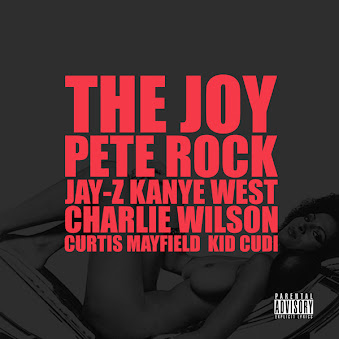 THE JOY
PETE ROCK
JAY-Z KANYE WEST
CHARLIE WILSON
CURTIS MAYFIELD KID CUDI
PARENTAL
ADVISORY
EXPLICIT LYRICS